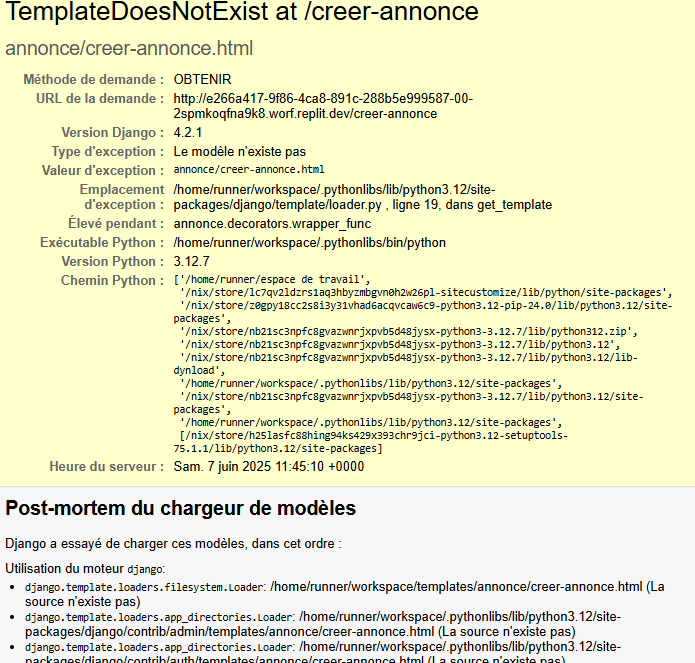 TemplateDoesNotExist at /creer-annonce
annonce/creer-annonce.html
Méthode de demande : OBTENIR
URL de la demande : http://e266a417-9f86-4ca8-891c-288b5e999587-00-
2spmkoqfna9k8.worf.replit.dev/creer-annonce
Version Django : 4.2.1
Type d'exception : Le modèle n'existe pas
Valeur d'exception : annonce/creer-annonce.html
Emplacement /home/runner/workspace/.pythonlibs/lib/python3.12/site-
d'exception : packages/django/template/loader.py , ligne 19, dans get_template
Élevé pendant : annonce.decorators.wrapper_func
Exécutable Python : /home/runner/workspace/.pythonlibs/bin/python
Version Python : 3.12.7
Chemin Python : ['/home/runner/espace de travail',
'/nix/store/lc7qv2ldzrs1aq3hbyzmbgvn0h2w26pl-sitecustomize/lib/python/site-packages',
'/nix/store/z0gpy18cc2s8i3y31vhad6acqvcaw6c9-python3.12-pip-24.0/lib/python3.12/site-
packages',
'/nix/store/nb21sc3npfc8gvazwnrjxpvb5d48jysx-python3-3.12.7/lib/python312.zip',
'/nix/store/nb21sc3npfc8gvazwnrjxpvb5d48jysx-python3-3.12.7/lib/python3.12',
'/nix/store/nb21sc3npfc8gvazwnrjxpvb5d48jysx-python3-3.12.7/lib/python3.12/lib-
dynload',
'/home/runner/workspace/.pythonlibs/lib/python3.12/site-packages',
'/nix/store/nb21sc3npfc8gvazwnrjxpvb5d48jysx-python3-3.12.7/lib/python3.12/site-
packages',
'/home/runner/workspace/.pythonlibs/lib/python3.12/site-packages',
[/nix/store/h25lasfc88hing94ks429x393chr9jci-python3.12-setuptools-
75.1.1/lib/python3.12/site-packages]
Heure du serveur : Sam. 7 juin 2025 11:45:10 +0000
Post-mortem du chargeur de modèles
Django a essayé de charger ces modèles, dans cet ordre :
Utilisation du moteur django:
• django.template.loaders.filesystem.Loader: /home/runner/workspace/templates/annonce/creer-annonce.html (La
source n'existe pas)
• django.template.loaders.app_directories.Loader: /home/runner/workspace/.pythonlibs/lib/python3.12/site-
packages/django/contrib/admin/templates/annonce/creer-annonce.html (La source n'existe pas)
• django.template.loaders.app_directories.Loader: /home/runner/workspace/.pythonlibs/lib/python3.12/site-
packages/django/contrib/auth/templates/annonce/creer-annonce.html (La source n'existe pas)